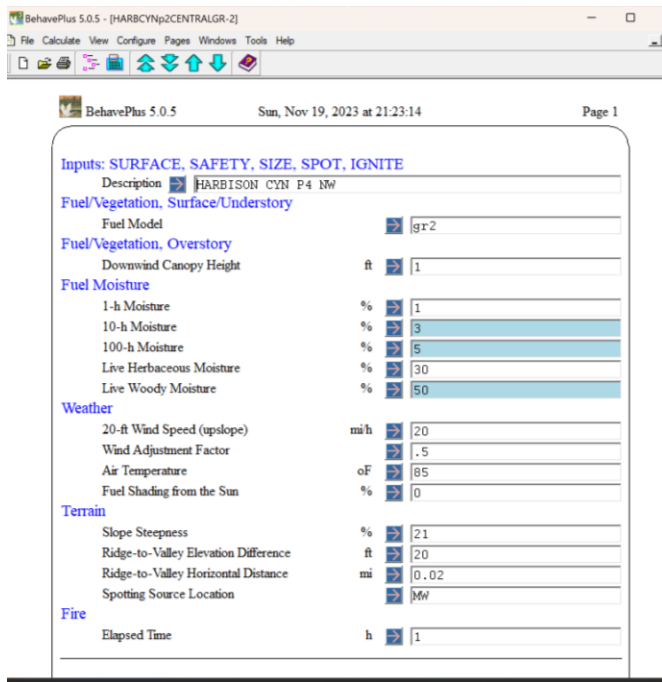 BehavePlus 5.0.5 - [HARBCYNp2CENTRALGR-2]
File Calculate View Configure Pages Windows Tools Help
BehavePlus 5.0.5 Sun, Nov 19, 2023 at 21:23:14 Page 1
Inputs: SURFACE, SAFETY, SIZE, SPOT, IGNITE
Description HARBISON CYN P4 NW
Fuel/Vegetation, Surface/Understory
Fuel Model gr2
Fuel/Vegetation, Overstory
Downwind Canopy Height ft 1
Fuel Moisture
1-h Moisture % 1
10-h Moisture % 3
100-h Moisture % 5
Live Herbaceous Moisture % 30
Live Woody Moisture % 50
Weather
20-ft Wind Speed (upslope) mi/h 20
Wind Adjustment Factor .5
Air Temperature oF 85
Fuel Shading from the Sun % 0
Terrain
Slope Steepness % 21
Ridge-to-Valley Elevation Difference ft 20
Ridge-to-Valley Horizontal Distance mi 0.02
Spotting Source Location MW
Fire
Elapsed Time h 1